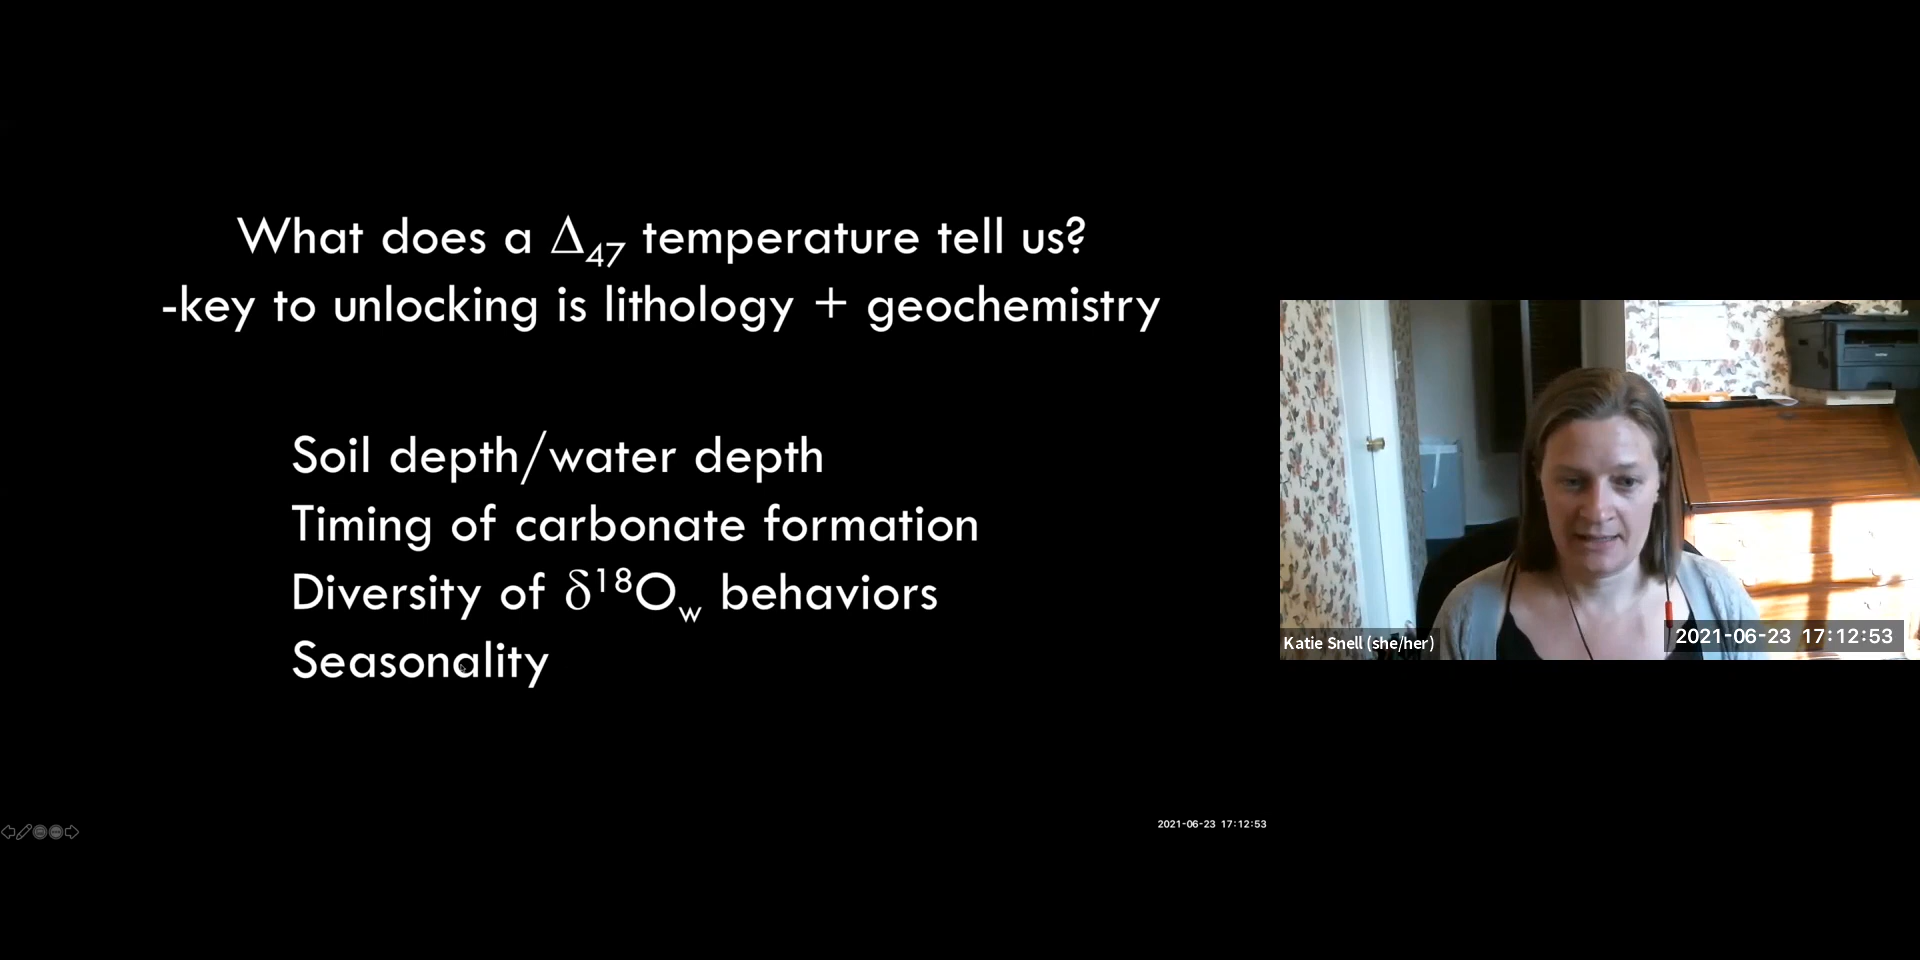 What does a Δ₄₇ temperature tell us?
-key to unlocking is lithology + geochemistry
Soil depth/water depth
Timing of carbonate formation
Diversity of δ¹⁸Ow behaviors
Seasonality
Katie Snell (she/her)
2021-06-23 17:12:53
2021-06-23 17:12:53